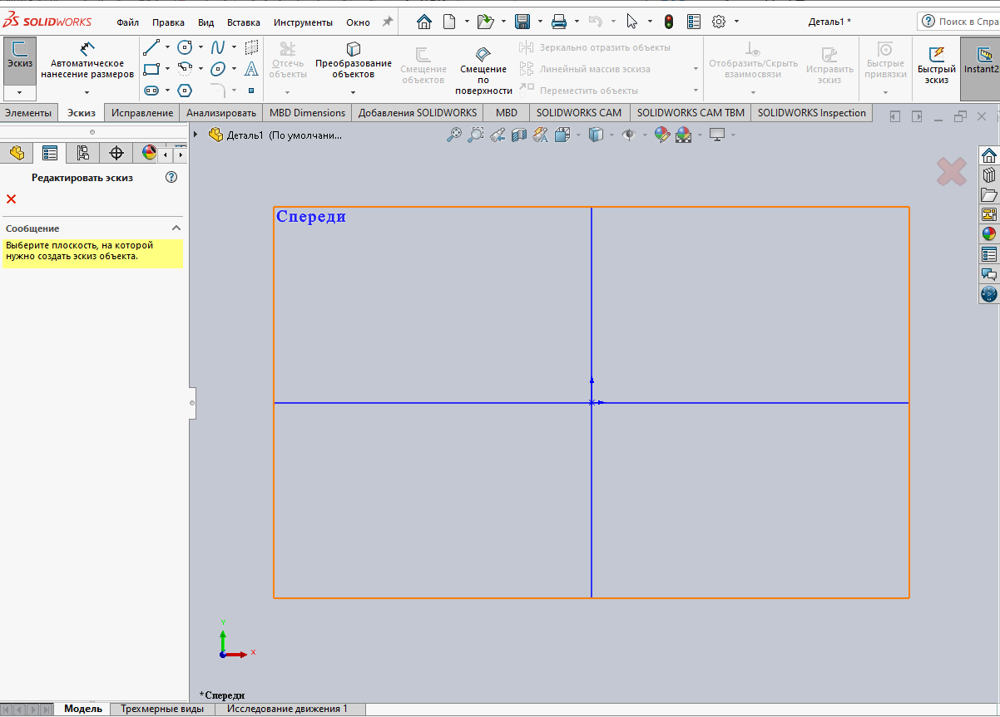 SOLIDWORKS Файл Правка Вид Вставка Инструменты Окно Деталь1 * Поиск в Спра
Эскиз
Автоматическое
нанесение размеров
Отсечь
объекты
Преобразование
объектов
Смещение
объектов
Смещение
по
поверхности
Зеркально отразить объекты
Линейный массив эскиза
Переместить объекты
Отобразить/Скрыть
взаимосвязи
Исправить
эскиз
Быстрые
привязки
Быстрый
эскиз
Instant2
Элементы Эскиз Исправление Анализировать MBD Dimensions Добавления SOLIDWORKS MBD SOLIDWORKS CAM SOLIDWORKS CAM TBM SOLIDWORKS Inspection
Деталь1 (По умолчани...
Редактировать эскиз
Сообщение
Выберите плоскость, на которой
нужно создать эскиз объекта.
Спереди
Y
X
*Спереди
Модель Трехмерные виды Исследование движения 1